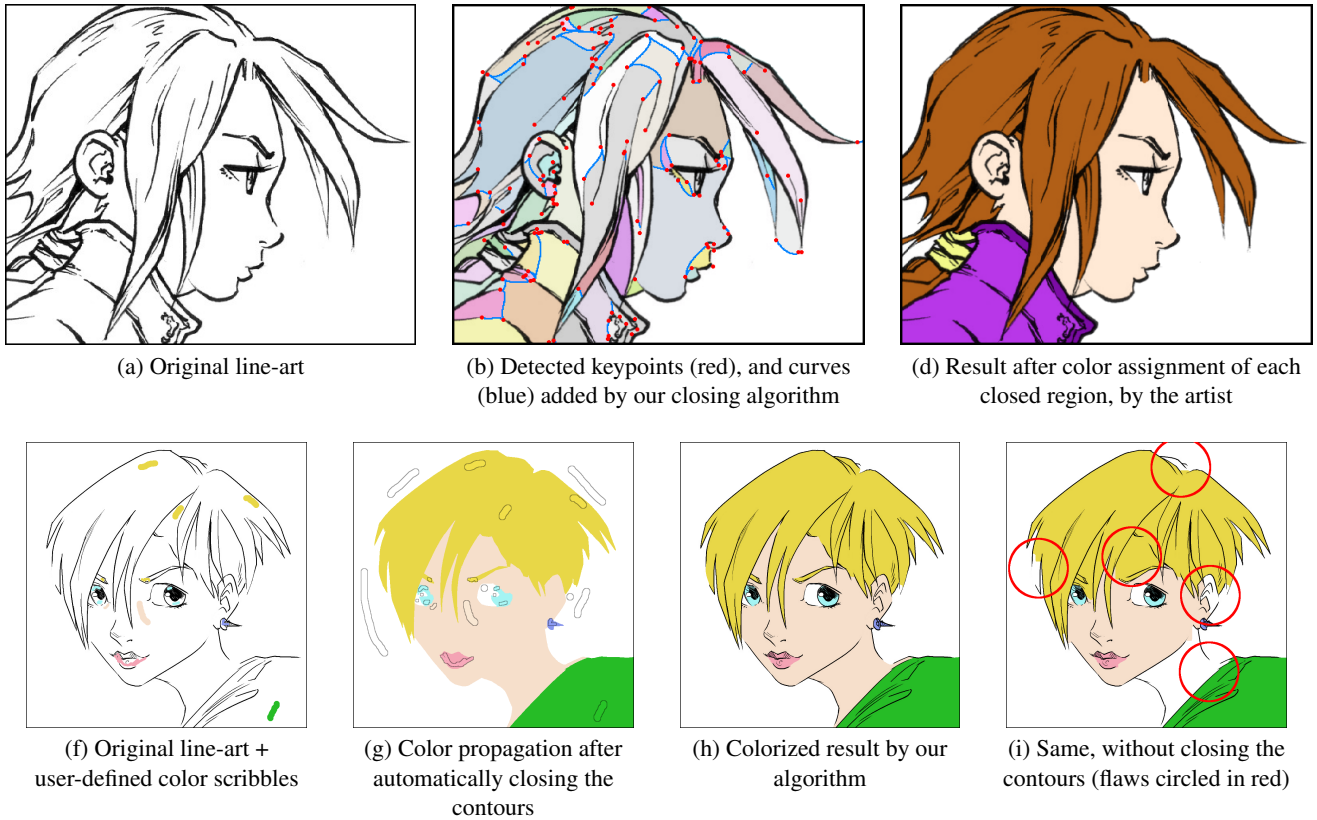 (a) Original line-art
(b) Detected keypoints (red), and curves
(blue) added by our closing algorithm
(d) Result after color assignment of each
closed region, by the artist
(f) Original line-art +
user-defined color scribbles
(g) Color propagation after
automatically closing the
contours
(h) Colorized result by our
algorithm
(i) Same, without closing the
contours (flaws circled in red)